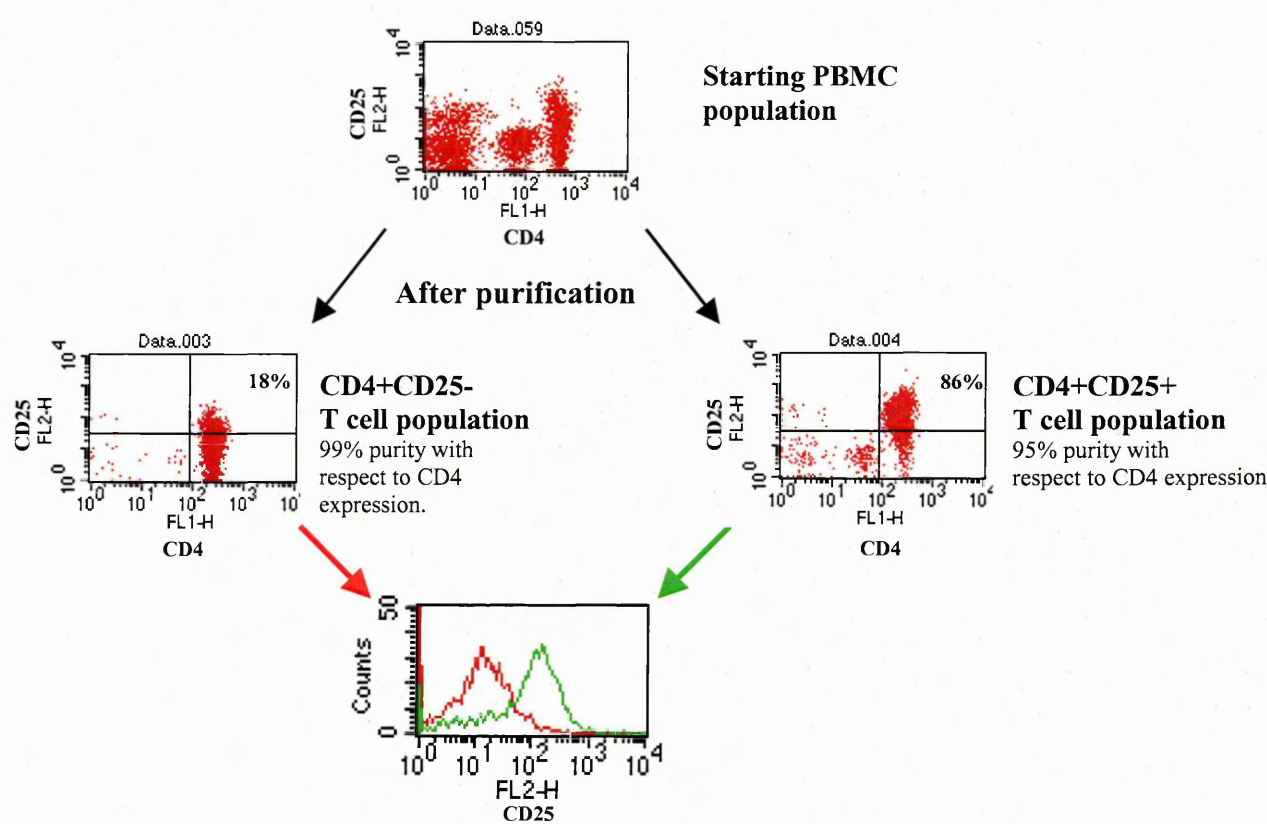 Data.059
10^4
CD25
FL2-H
10^0
10^0 10^1 10^2 10^3 10^4
FL1-H
CD4
Starting PBMC
population
After purification
Data.003
10^4
CD25
FL2-H
10^0
18%
10^0 10^1 10^2 10^3 10^4
FL1-H
CD4
CD4+CD25-
T cell population
99% purity with
respect to CD4
expression.
Data.004
10^4
CD25
FL2-H
10^0
86%
10^0 10^1 10^2 10^3 10^4
FL1-H
CD4
CD4+CD25+
T cell population
95% purity with
respect to CD4 expression
50
Counts
0
10^0 10^1 10^2 10^3 10^4
FL2-H
CD25